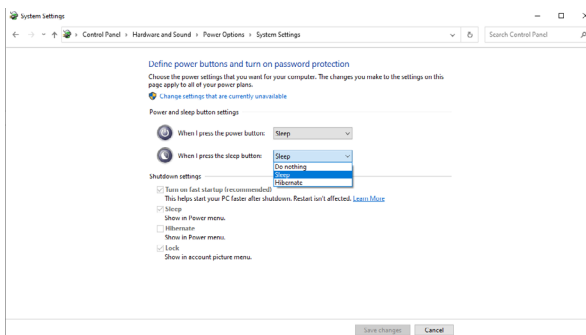 System Settings
Control Panel > Hardware and Sound > Power Options > System Settings
Search Control Panel
Define power buttons and turn on password protection
Choose the power settings that you want for your computer. The changes you make to the settings on this
page apply to all of your power plans.
Change settings that are currently unavailable
Power and sleep button settings
When I press the power button: Sleep
When I press the sleep button: Sleep
Do nothing
Sleep
Hibernate
Shutdown settings
Turn on fast startup (recommended)
This helps start your PC faster after shutdown. Restart isn't affected. Learn More
Sleep
Show in Power menu.
Hibernate
Show in Power menu.
Lock
Show in account picture menu.
Save changes Cancel